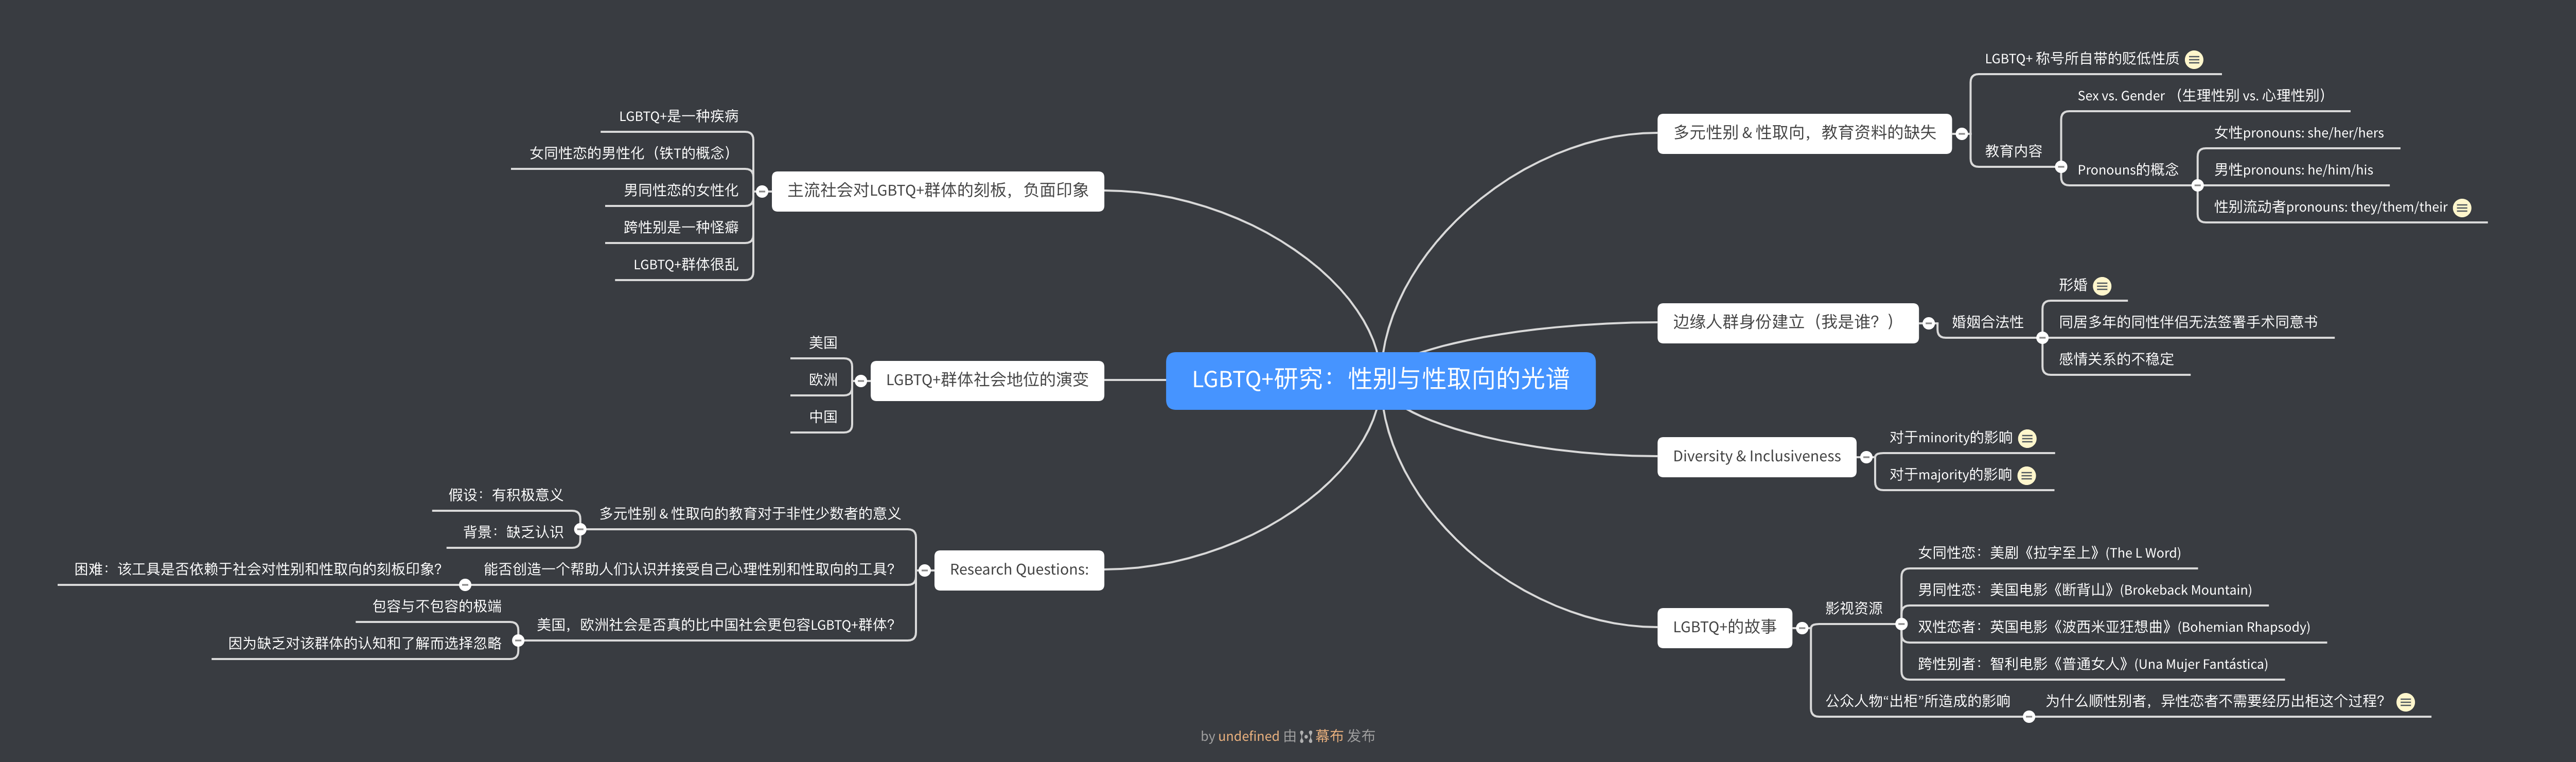 LGBTQ+研究：性别与性取向的光谱
多元性别 & 性取向，教育资料的缺失
LGBTQ+ 称号所自带的贬低性质
教育内容
Sex vs. Gender （生理性别 vs. 心理性别）
Pronouns的概念
女性pronouns: she/her/hers
男性pronouns: he/him/his
性别流动者pronouns: they/them/their
边缘人群身份建立（我是谁？）
婚姻合法性
形婚
同居多年的同性伴侣无法签署手术同意书
感情关系的不稳定
Diversity & Inclusiveness
对于minority的影响
对于majority的影响
LGBTQ+的故事
影视资源
女同性恋：美剧《拉字至上》(The L Word)
男同性恋：美国电影《断背山》(Brokeback Mountain)
双性恋者：英国电影《波西米亚狂想曲》(Bohemian Rhapsody)
跨性别者：智利电影《普通女人》(Una Mujer Fantástica)
公众人物“出柜”所造成的影响
为什么顺性别者，异性恋者不需要经历出柜这个过程？
主流社会对LGBTQ+群体的刻板，负面印象
LGBTQ+是一种疾病
女同性恋的男性化（铁T的概念）
男同性恋的女性化
跨性别是一种怪癖
LGBTQ+群体很乱
LGBTQ+群体社会地位的演变
美国
欧洲
中国
Research Questions:
多元性别 & 性取向的教育对于非性少数者的意义
假设：有积极意义
背景：缺乏认识
能否创造一个帮助人们认识并接受自己心理性别和性取向的工具？
困难：该工具是否依赖于社会对性别和性取向的刻板印象？
美国，欧洲社会是否真的比中国社会更包容LGBTQ+群体？
包容与不包容的极端
因为缺乏对该群体的认知和了解而选择忽略
by undefined 由 幕布 发布